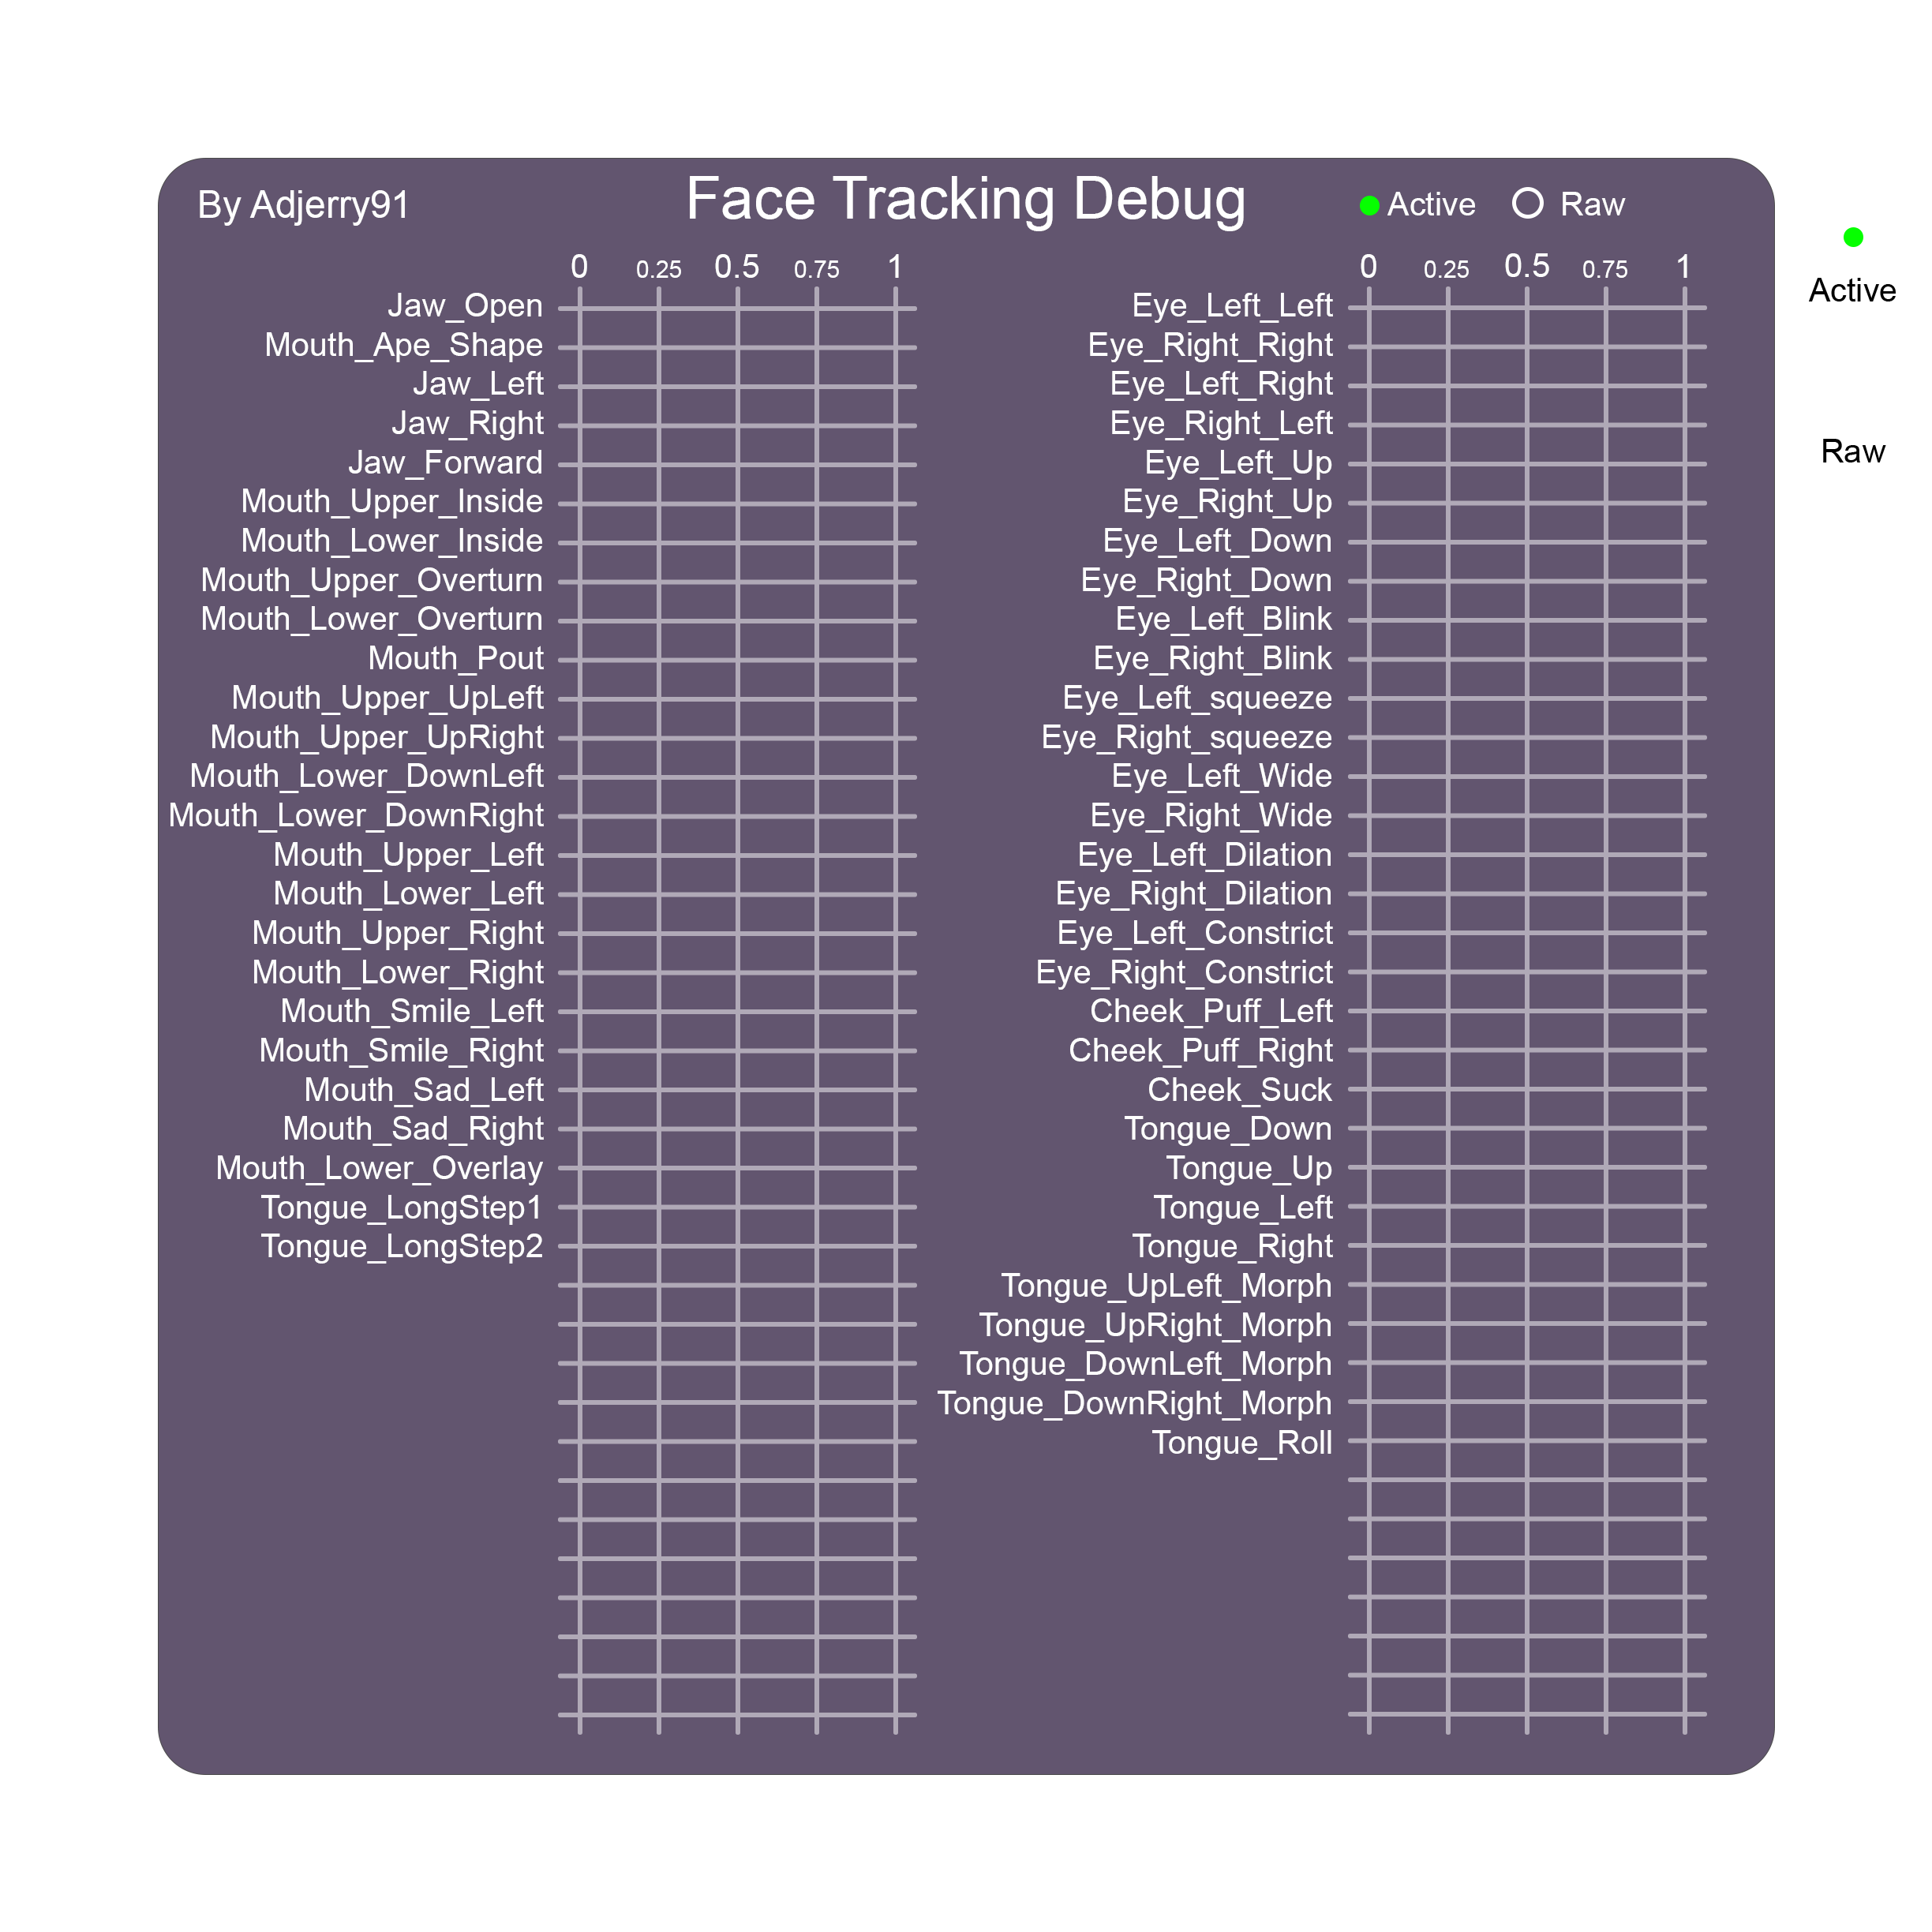 By Adjerry91
Face Tracking Debug
Active
Raw
0 0.25 0.5 0.75 1
Jaw_Open
Mouth_Ape_Shape
Jaw_Left
Jaw_Right
Jaw_Forward
Mouth_Upper_Inside
Mouth_Lower_Inside
Mouth_Upper_Overturn
Mouth_Lower_Overturn
Mouth_Pout
Mouth_Upper_UpLeft
Mouth_Upper_UpRight
Mouth_Lower_DownLeft
Mouth_Lower_DownRight
Mouth_Upper_Left
Mouth_Lower_Left
Mouth_Upper_Right
Mouth_Lower_Right
Mouth_Smile_Left
Mouth_Smile_Right
Mouth_Sad_Left
Mouth_Sad_Right
Mouth_Lower_Overlay
Tongue_LongStep1
Tongue_LongStep2
0 0.25 0.5 0.75 1
Eye_Left_Left
Eye_Right_Right
Eye_Left_Right
Eye_Right_Left
Eye_Left_Up
Eye_Right_Up
Eye_Left_Down
Eye_Right_Down
Eye_Left_Blink
Eye_Right_Blink
Eye_Left_squeeze
Eye_Right_squeeze
Eye_Left_Wide
Eye_Right_Wide
Eye_Left_Dilation
Eye_Right_Dilation
Eye_Left_Constrict
Eye_Right_Constrict
Cheek_Puff_Left
Cheek_Puff_Right
Cheek_Suck
Tongue_Down
Tongue_Up
Tongue_Left
Tongue_Right
Tongue_UpLeft_Morph
Tongue_UpRight_Morph
Tongue_DownLeft_Morph
Tongue_DownRight_Morph
Tongue_Roll
Active
Raw